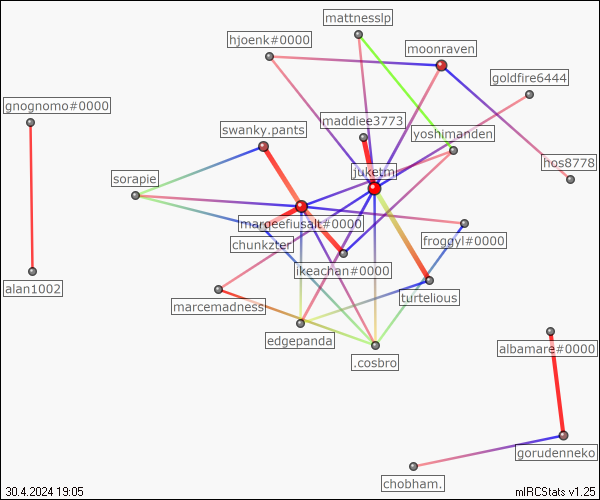 mattnesslp
hjoenk#0000
moonraven
goldfire6444
gnognomo#0000
maddiee3773
swanky.pants
yoshimanden
hos8778
juketm
sorapie
margeefiusalt#0000
froggyl#0000
chunkzter
ikeachan#0000
alan1002
turtelious
marcemadness
edgepanda
albamare#0000
.cosbro
gorudenneko
chobham.
30.4.2024 19:05
mIRCStats v1.25